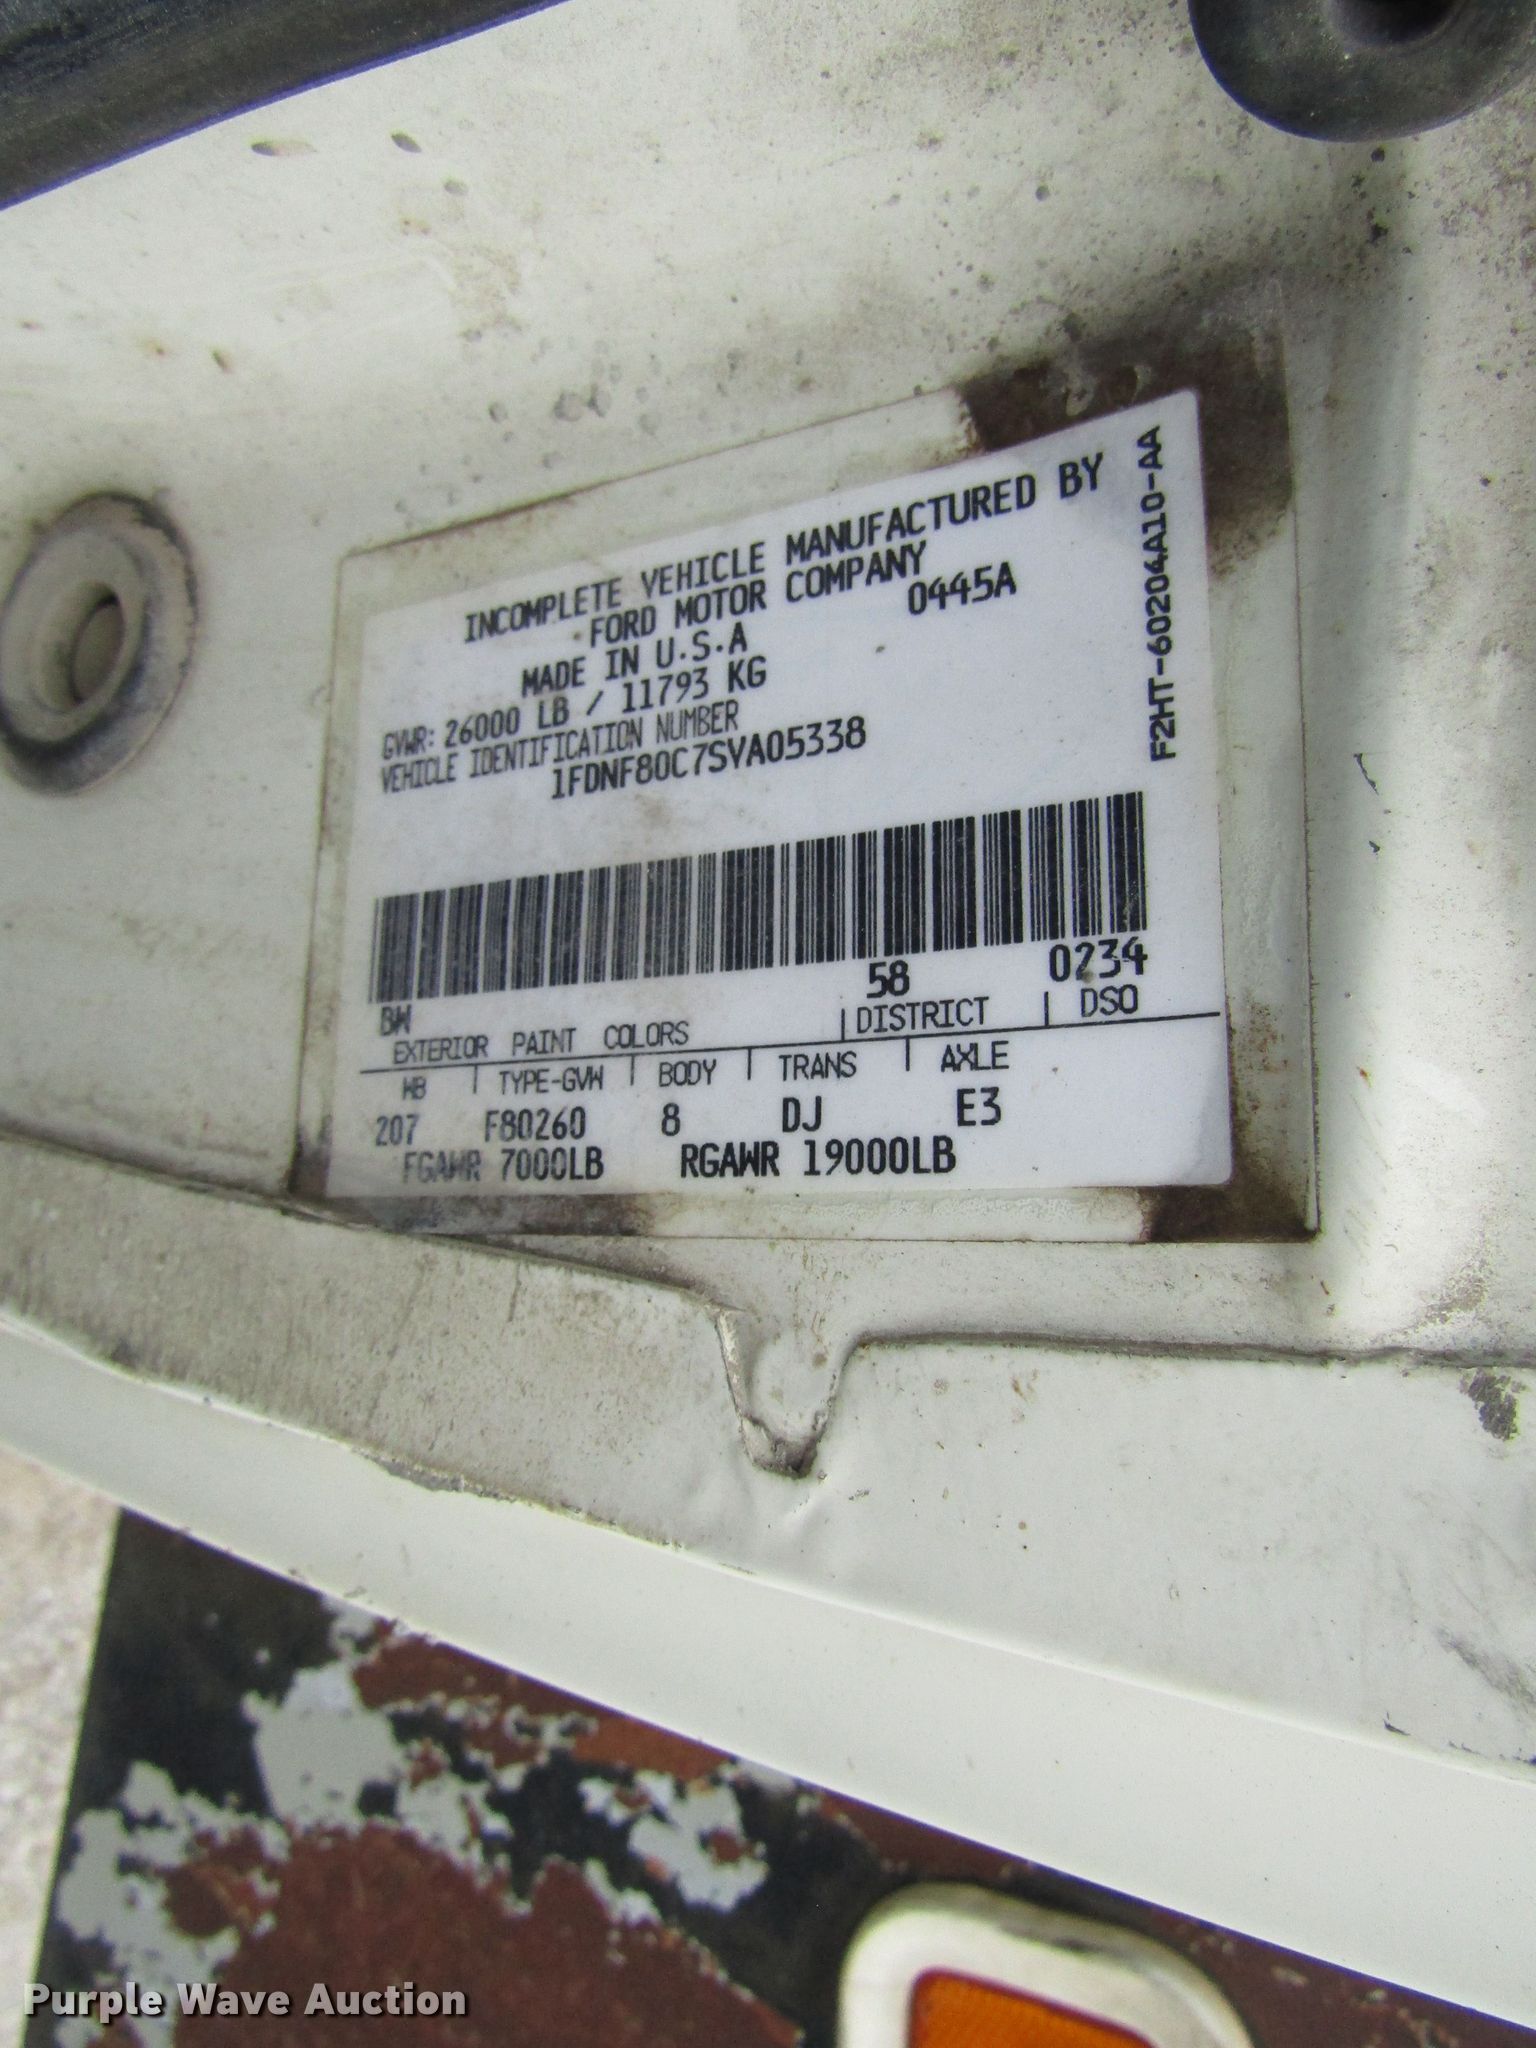 INCOMPLETE VEHICLE MANUFACTURED BY
FORD MOTOR COMPANY
MADE IN U.S.A
0445A
GVWR: 26000 LB / 11793 KG
VEHICLE IDENTIFICATION NUMBER
1FDNF80C7SVA05338
F2HT-60204A10-AA
BW 58 0234
EXTERIOR PAINT COLORS DISTRICT DSO
WB TYPE-GVW BODY TRANS AXLE
207 F80260 8 DJ E3
FGAWR 7000LB RGAWR 19000LB
Purple Wave Auction